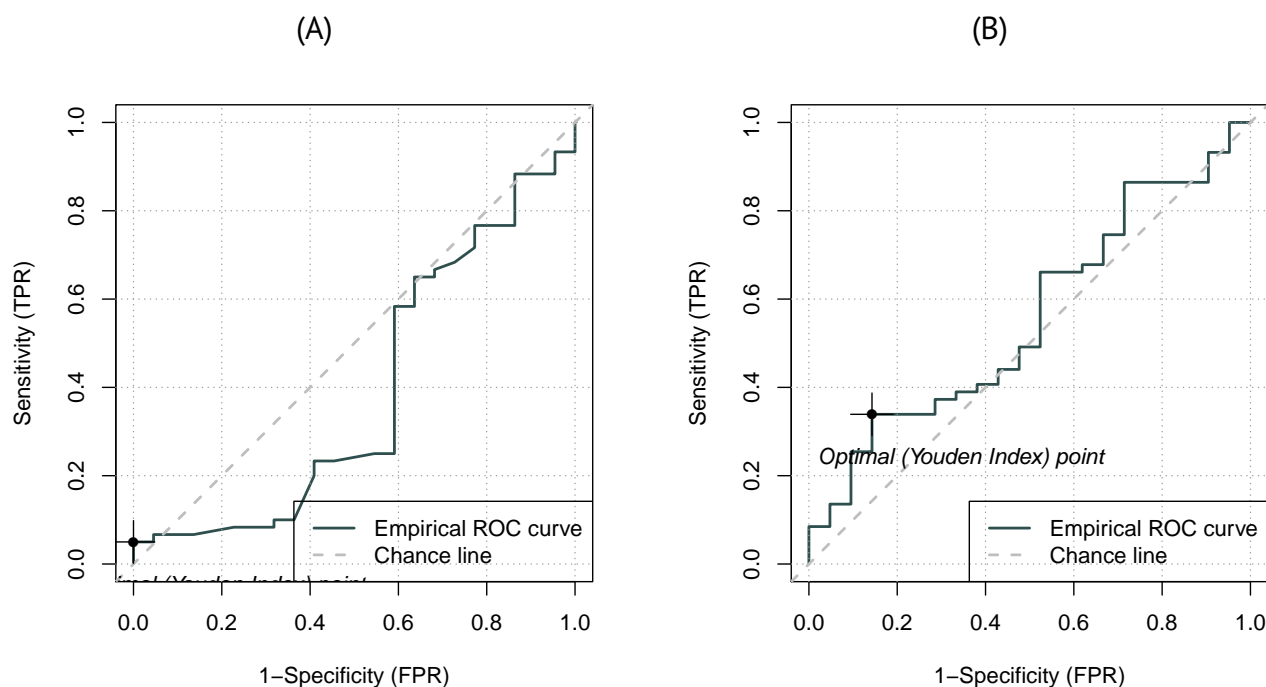 (A)
Sensitivity (TPR)
1.0
0.8
0.6
0.4
0.2
0.0
Index) point
Empirical ROC curve
Chance line
0.0 0.2 0.4 0.6 0.8 1.0
1−Specificity (FPR)
(B)
Sensitivity (TPR)
1.0
0.8
0.6
0.4
0.2
0.0
Optimal (Youden Index) point
Empirical ROC curve
Chance line
0.0 0.2 0.4 0.6 0.8 1.0
1−Specificity (FPR)